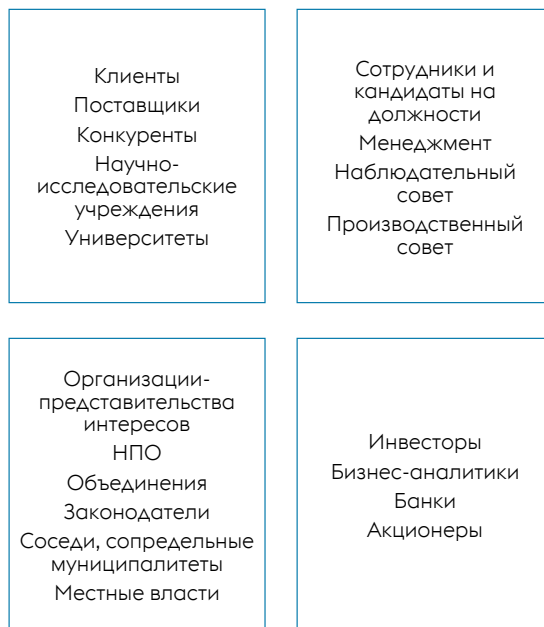 Клиенты
Поставщики
Конкуренты
Научно-
исследовательские
учреждения
Университеты
Сотрудники и
кандидаты на
должности
Менеджмент
Наблюдательный
совет
Производственный
совет
Организации-
представительства
интересов
НПО
Объединения
Законодатели
Соседи, сопредельные
муниципалитеты
Местные власти
Инвесторы
Бизнес-аналитики
Банки
Акционеры